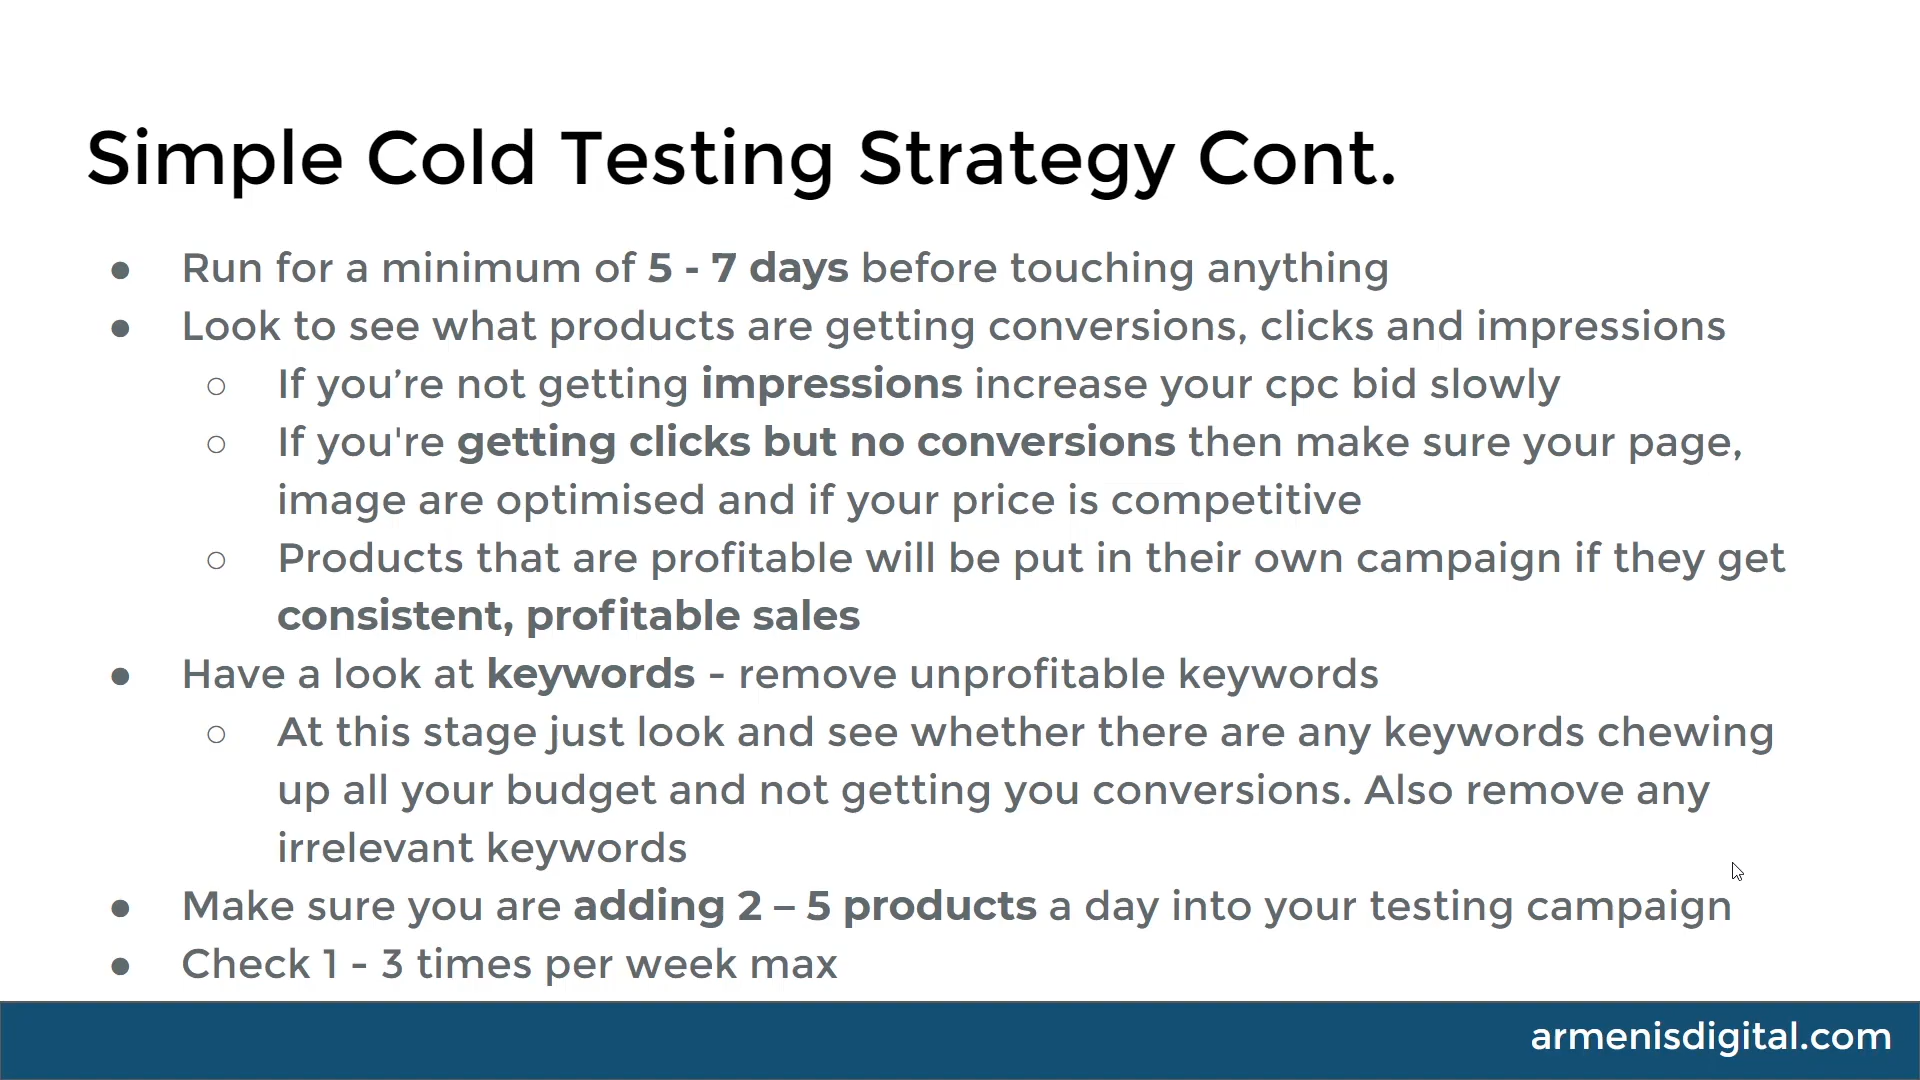 Simple Cold Testing Strategy Cont.
● Run for a minimum of 5 - 7 days before touching anything
● Look to see what products are getting conversions, clicks and impressions
○ If you’re not getting impressions increase your cpc bid slowly
○ If you're getting clicks but no conversions then make sure your page,
image are optimised and if your price is competitive
○ Products that are profitable will be put in their own campaign if they get
consistent, profitable sales
● Have a look at keywords - remove unprofitable keywords
○ At this stage just look and see whether there are any keywords chewing
up all your budget and not getting you conversions. Also remove any
irrelevant keywords
● Make sure you are adding 2 – 5 products a day into your testing campaign
● Check 1 - 3 times per week max
armenisdigital.com